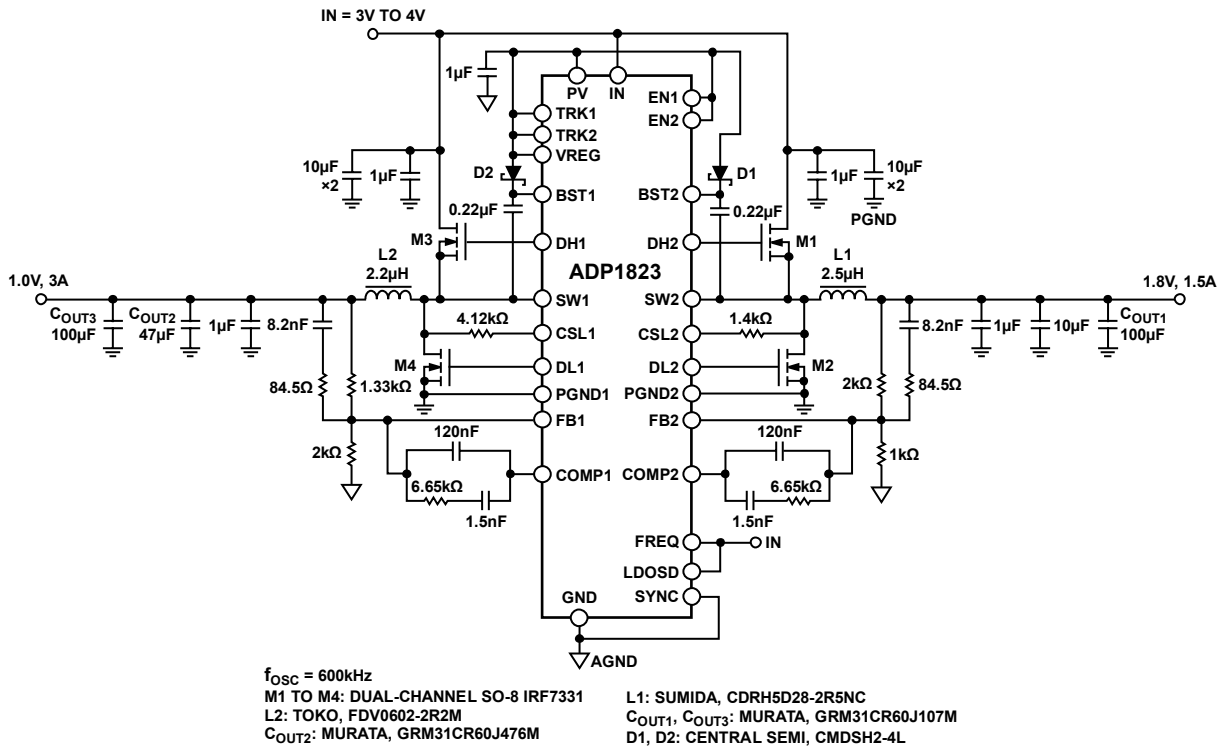 IN = 3V TO 4V
1µF
PV
IN
TRK1
TRK2
VREG
EN1
EN2
10µF
×2
1µF
D2
D1
BST1
BST2
1µF
10µF
×2
PGND
0.22µF
0.22µF
M3
DH1
DH2
M1
ADP1823
L2
2.2µH
L1
2.5µH
1.0V, 3A
SW1
SW2
1.8V, 1.5A
COUT3
100µF
COUT2
47µF
1µF
8.2nF
4.12kΩ
CSL1
CSL2
1.4kΩ
8.2nF
1µF
10µF
COUT1
100µF
M4
DL1
DL2
M2
84.5Ω
1.33kΩ
PGND1
PGND2
2kΩ
84.5Ω
FB1
FB2
2kΩ
120nF
120nF
1kΩ
COMP1
COMP2
6.65kΩ
1.5nF
6.65kΩ
1.5nF
FREQ
IN
LDOSD
SYNC
GND
AGND
fOSC = 600kHz
M1 TO M4: DUAL-CHANNEL SO-8 IRF7331
L2: TOKO, FDV0602-2R2M
COUT2: MURATA, GRM31CR60J476M
L1: SUMIDA, CDRH5D28-2R5NC
COUT1, COUT3: MURATA, GRM31CR60J107M
D1, D2: CENTRAL SEMI, CMDSH2-4L